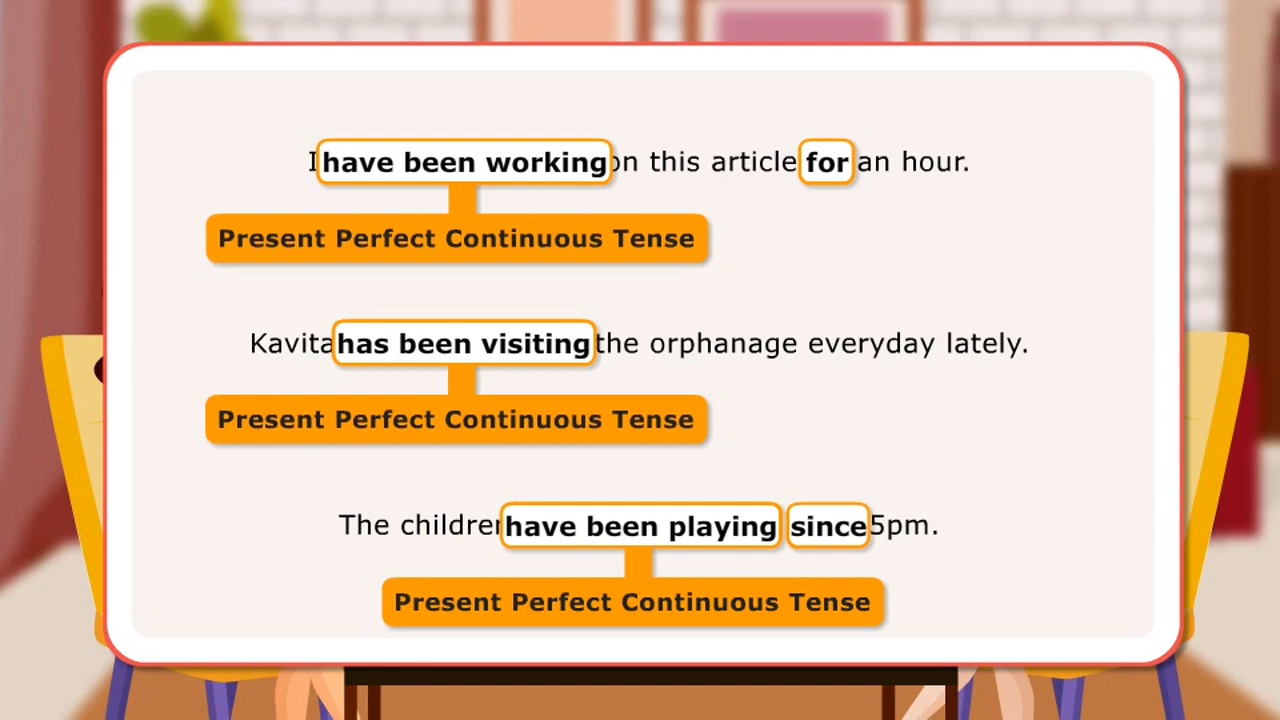 I have been working on this article for an hour.
Present Perfect Continuous Tense
Kavita has been visiting the orphanage everyday lately.
Present Perfect Continuous Tense
The children have been playing since 5pm.
Present Perfect Continuous Tense